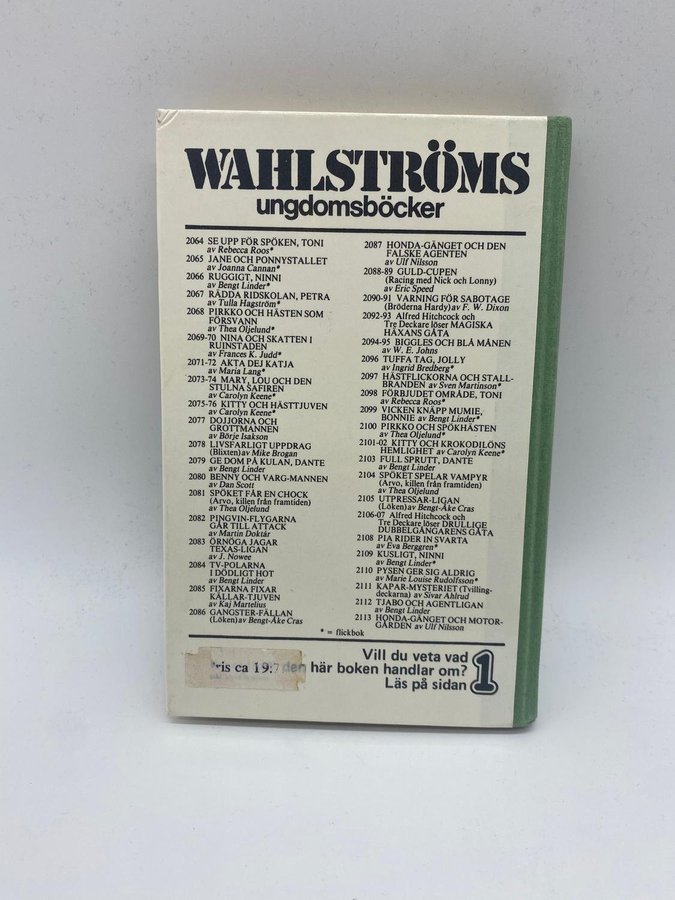 WAHLSTRÖMS
ungdomsböcker
2064 SE UPP FÖR SPÖKEN, TONI
av Rebecca Roos*
2065 JANE OCH PONNYSTALLET
av Joanna Cannan*
2066 RUGGIGT, NINNI
av Bengt Linder*
2067 RÄDDA RIDSKOLAN, PETRA
av Tulla Hagström*
2068 PIRKKO OCH HÄSTEN SOM
FÖRSVANN
av Thea Oljelund*
2069-70 NINA OCH SKATTEN I
RUINSTADEN
av Frances K. Judd*
2071-72 AKTA DEJ KATJA
av Maria Lang*
2073-74 MARY, LOU OCH DEN
STULNA SAFIREN
av Carolyn Keene*
2075-76 KITTY OCH HÄSTTJUVEN
av Carolyn Keene*
2077 DOJJORNA OCH
GROTTMANNEN
av Börje Isakson
2078 LIVSFARLIGT UPPDRAG
(Blixten) av Mike Brogan
2079 GE DOM PÅ KULAN, DANTE
av Bengt Linder
2080 BENNY OCH VARG-MANNEN
av Dan Scott
2081 SPÖKET FÅR EN CHOCK
(Arvo, killen från framtiden)
av Thea Oljelund
2082 PINGVIN-FLYGARNA
GÅR TILL ATTACK
av Martin Doktår
2083 ÖRNÖGA JAGAR
TEXAS-LIGAN
av J. Nowee
2084 TV-POLARNA
I DÖDLIGT HOT
av Bengt Linder
2085 FIXARNA FIXAR
KÄLLAR-TJUVEN
av Kaj Martelius
2086 GANGSTER-FÄLLAN
(Löken) av Bengt-Åke Cras
2087 HONDA-GÄNGET OCH DEN
FALSKE AGENTEN
av Ulf Nilsson
2088-89 GULD-CUPEN
(Racing med Nick och Lonny)
av Eric Speed
2090-91 VARNING FÖR SABOTAGE
(Bröderna Hardy) av F. W. Dixon
2092-93 Alfred Hitchcock och
Tre Deckare löser MAGISKA
HÄXANS GÅTA
2094-95 BIGGLES OCH BLÅ MÅNEN
av W. E. Johns
2096 TUFFA TAG, JOLLY
av Ingrid Bredberg*
2097 HÄSTFLICKORNA OCH STALL-
BRANDEN av Sven Martinson*
2098 FÖRBJUDET OMRÅDE, TONI
av Rebecca Roos*
2099 VICKEN KNÄPP MUMIE,
BONNIE av Bengt Linder*
2100 PIRKKO OCH SPÖKHÄSTEN
av Thea Oljelund*
2101-02 KITTY OCH KROKODILÖNS
HEMLIGHET av Carolyn Keene*
2103 FULL SPRUTT, DANTE
av Bengt Linder
2104 SPÖKET SPELAR VAMPYR
(Arvo, killen från framtiden)
av Thea Oljelund
2105 UTPRESSAR-LIGAN
(Löken) av Bengt-Åke Cras
2106-07 Alfred Hitchcock och
Tre Deckare löser DRULLIGE
DUBBELGÅNGARENS GÅTA
2108 PIA RIDER IN SVARTA
av Eva Berggren*
2109 KUSLIGT, NINNI
av Bengt Linder*
2110 PYSEN GER SIG ALDRIG
av Marie Louise Rudolfsson*
2111 KAPAR-MYSTERIET (Tvilling-
deckarna) av Sivar Ahlrud
2112 TJABO OCH AGENTLIGAN
av Bengt Linder
2113 HONDA-GÄNGET OCH MOTOR-
GÅRDEN av Ulf Nilsson
* = flickbok
Vill du veta vad
den här boken handlar om?
Läs på sidan 1
ris ca 19:7